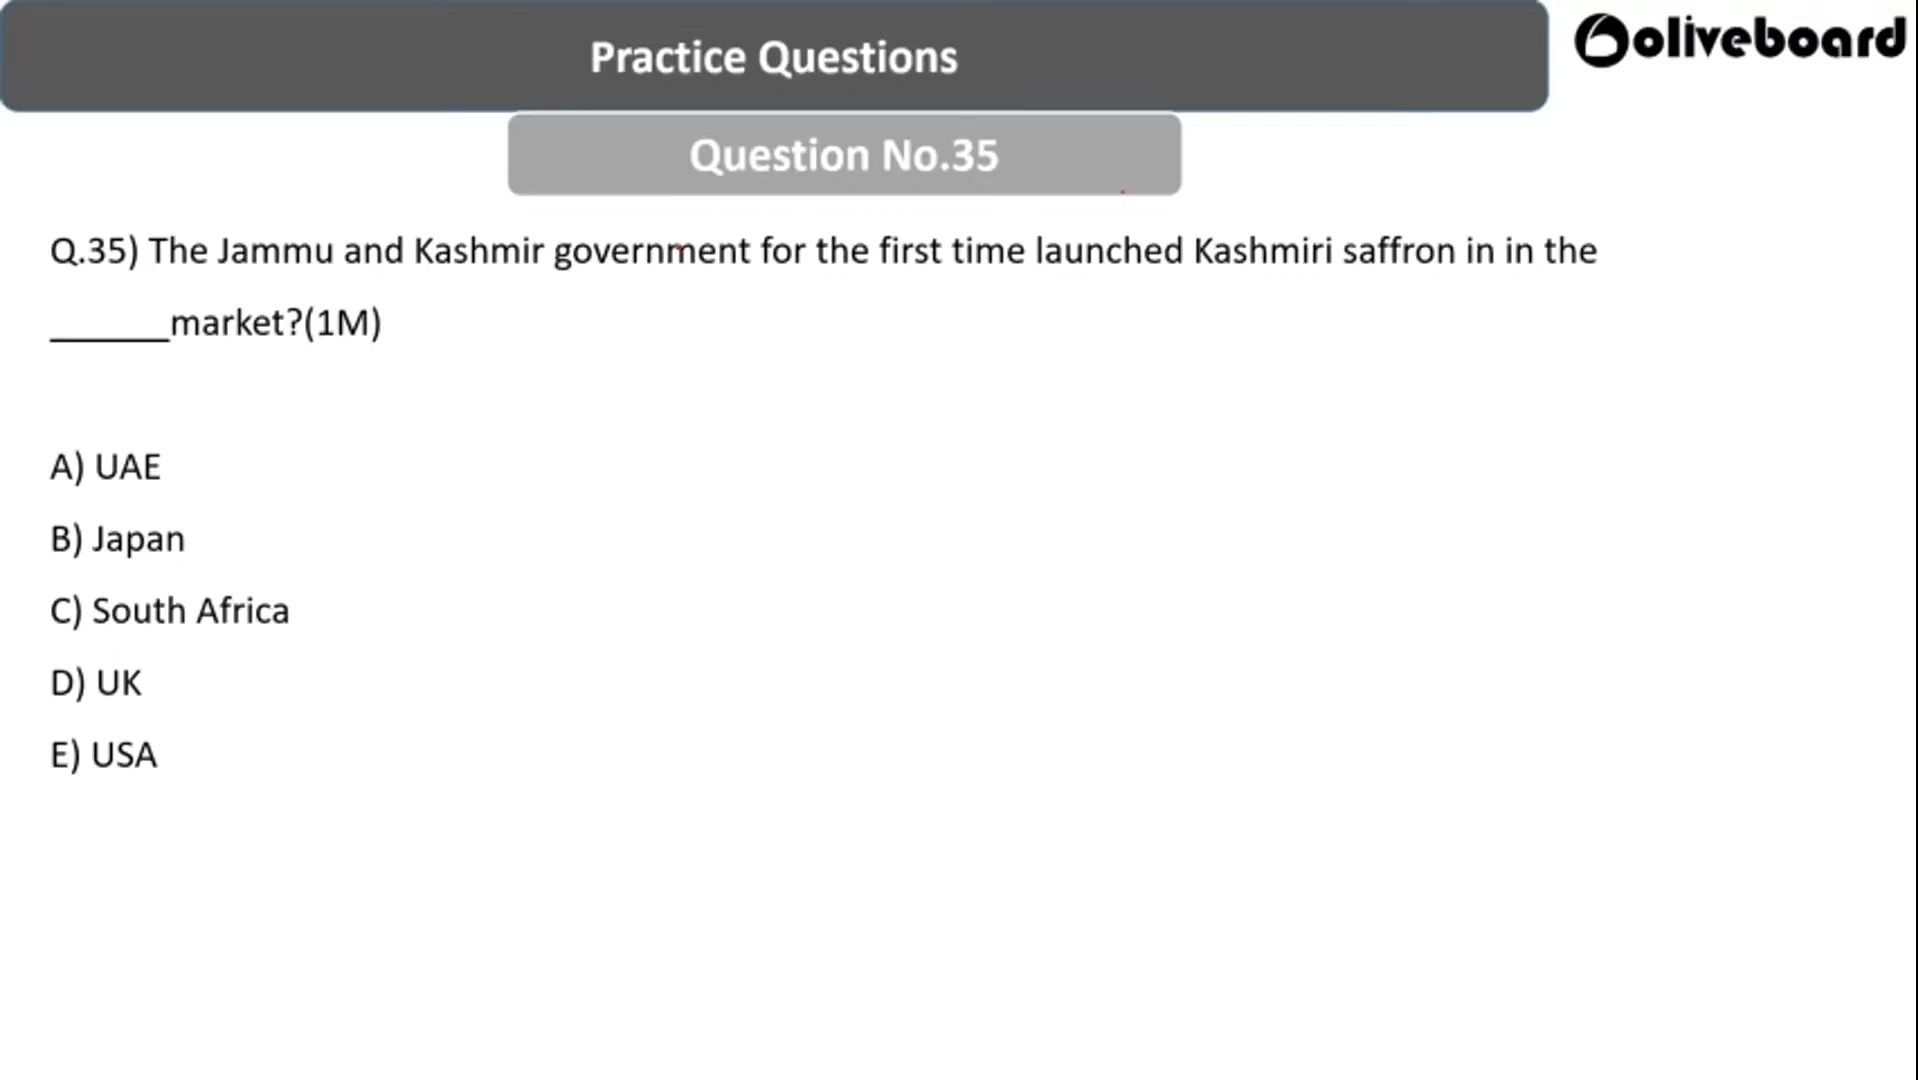 Practice Questions
oliveboard
Question No.35
Q.35) The Jammu and Kashmir government for the first time launched Kashmiri saffron in in the
______market?(1M)
A) UAE
B) Japan
C) South Africa
D) UK
E) USA